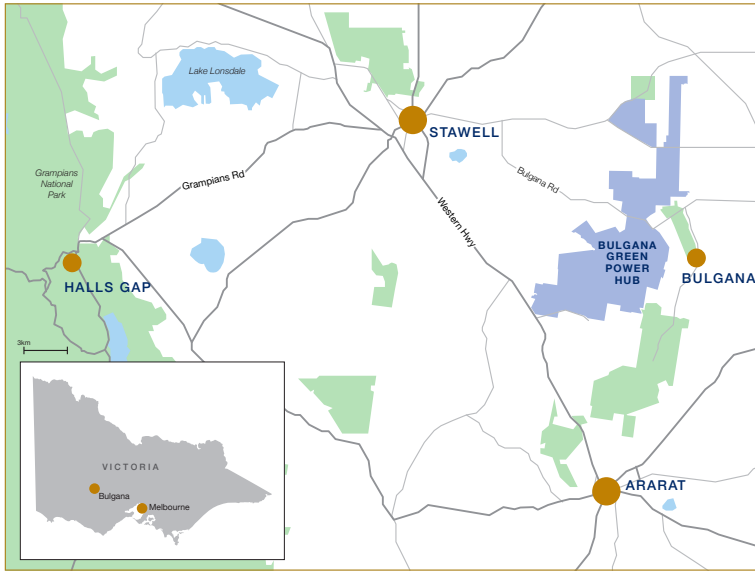 Lake Lonsdale
STAWELL
Grampians
National
Park
Grampians Rd
Bulgana Rd
Western Hwy
BULGANA
GREEN
POWER
HUB
BULGANA
HALLS GAP
3km
VICTORIA
Bulgana
Melbourne
ARARAT